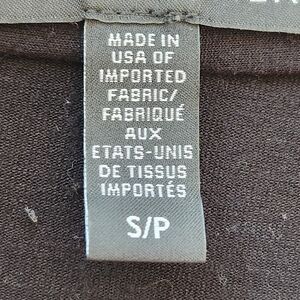 MADE IN
USA OF
IMPORTED
FABRIC/
FABRIQUÉ
AUX
ETATS-UNIS
DE TISSUS
IMPORTÉS
S/P